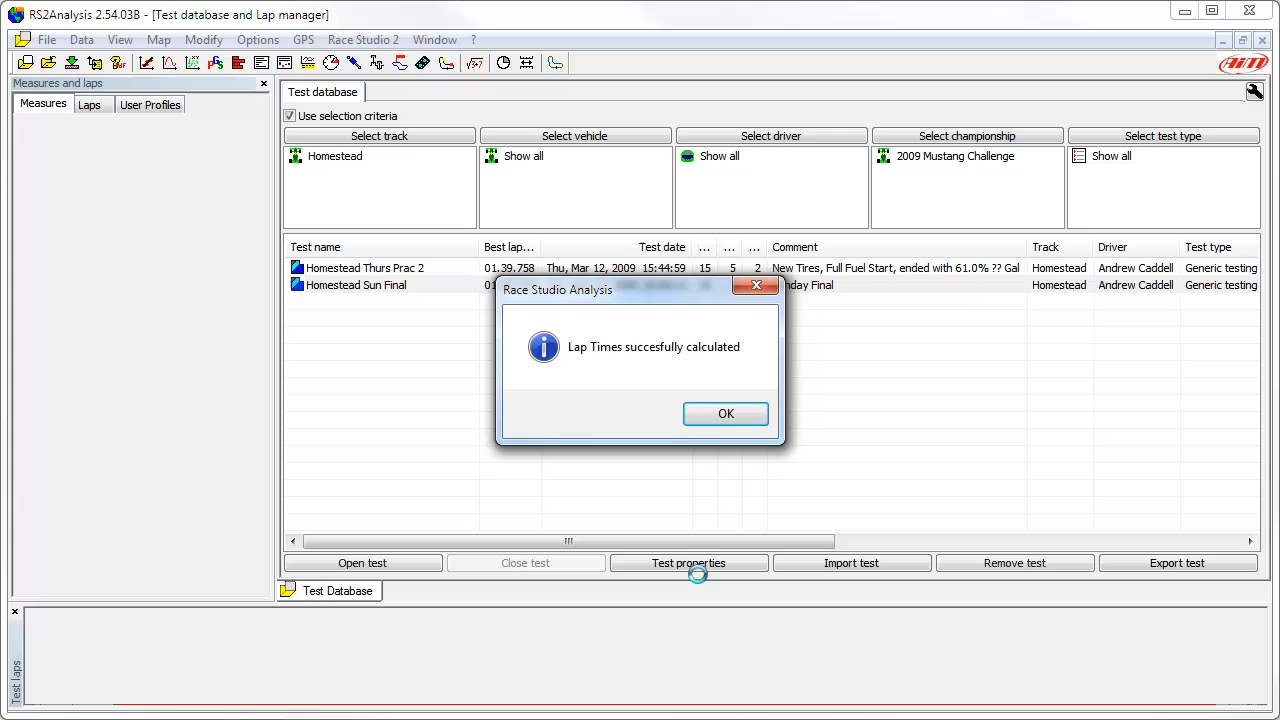 RS2Analysis 2.54.03B - [Test database and Lap manager]
File Data View Map Modify Options GPS Race Studio 2 Window ?
Measures and laps
Measures Laps User Profiles
Test database
Use selection criteria
Select track Select vehicle Select driver Select championship Select test type
Homestead Show all Show all 2009 Mustang Challenge Show all
Test name Best lap... Test date ... ... ... Comment Track Driver Test type
Homestead Thurs Prac 2 01.39.758 Thu, Mar 12, 2009 15:44:59 15 5 2 New Tires, Full Fuel Start, ended with 61.0% ?? Gal Homestead Andrew Caddell Generic testing
Homestead Sun Final Final Homestead Andrew Caddell Generic testing
Race Studio Analysis
Lap Times succesfully calculated
OK
Open test Close test Test properties Import test Remove test Export test
Test Database
Test laps
AiM